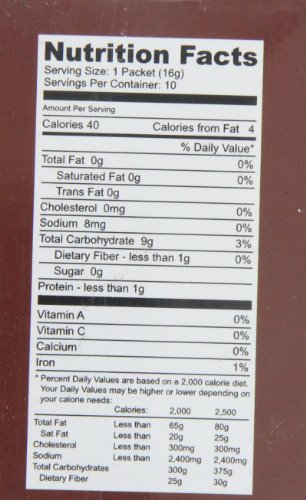 Nutrition Facts
Serving Size: 1 Packet (16g)
Servings Per Container: 10
Amount Per Serving
Calories 40 Calories from Fat 4
% Daily Value*
Total Fat 0g 0%
Saturated Fat 0g 0%
Trans Fat 0g
Cholesterol 0mg 0%
Sodium 8mg 0%
Total Carbohydrate 9g 3%
Dietary Fiber - less than 1g 0%
Sugar 0g
Protein - less than 1g
Vitamin A 0%
Vitamin C 0%
Calcium 0%
Iron 1%
* Percent Daily Values are based on a 2,000 calorie diet.
Your Daily Values may be higher or lower depending on
your calorie needs:
Calories: 2,000 2,500
Total Fat Less than 65g 80g
Sat Fat Less than 20g 25g
Cholesterol Less than 300mg 300mg
Sodium Less than 2,400mg 2,400mg
Total Carbohydrates 300g 375g
Dietary Fiber 25g 30g